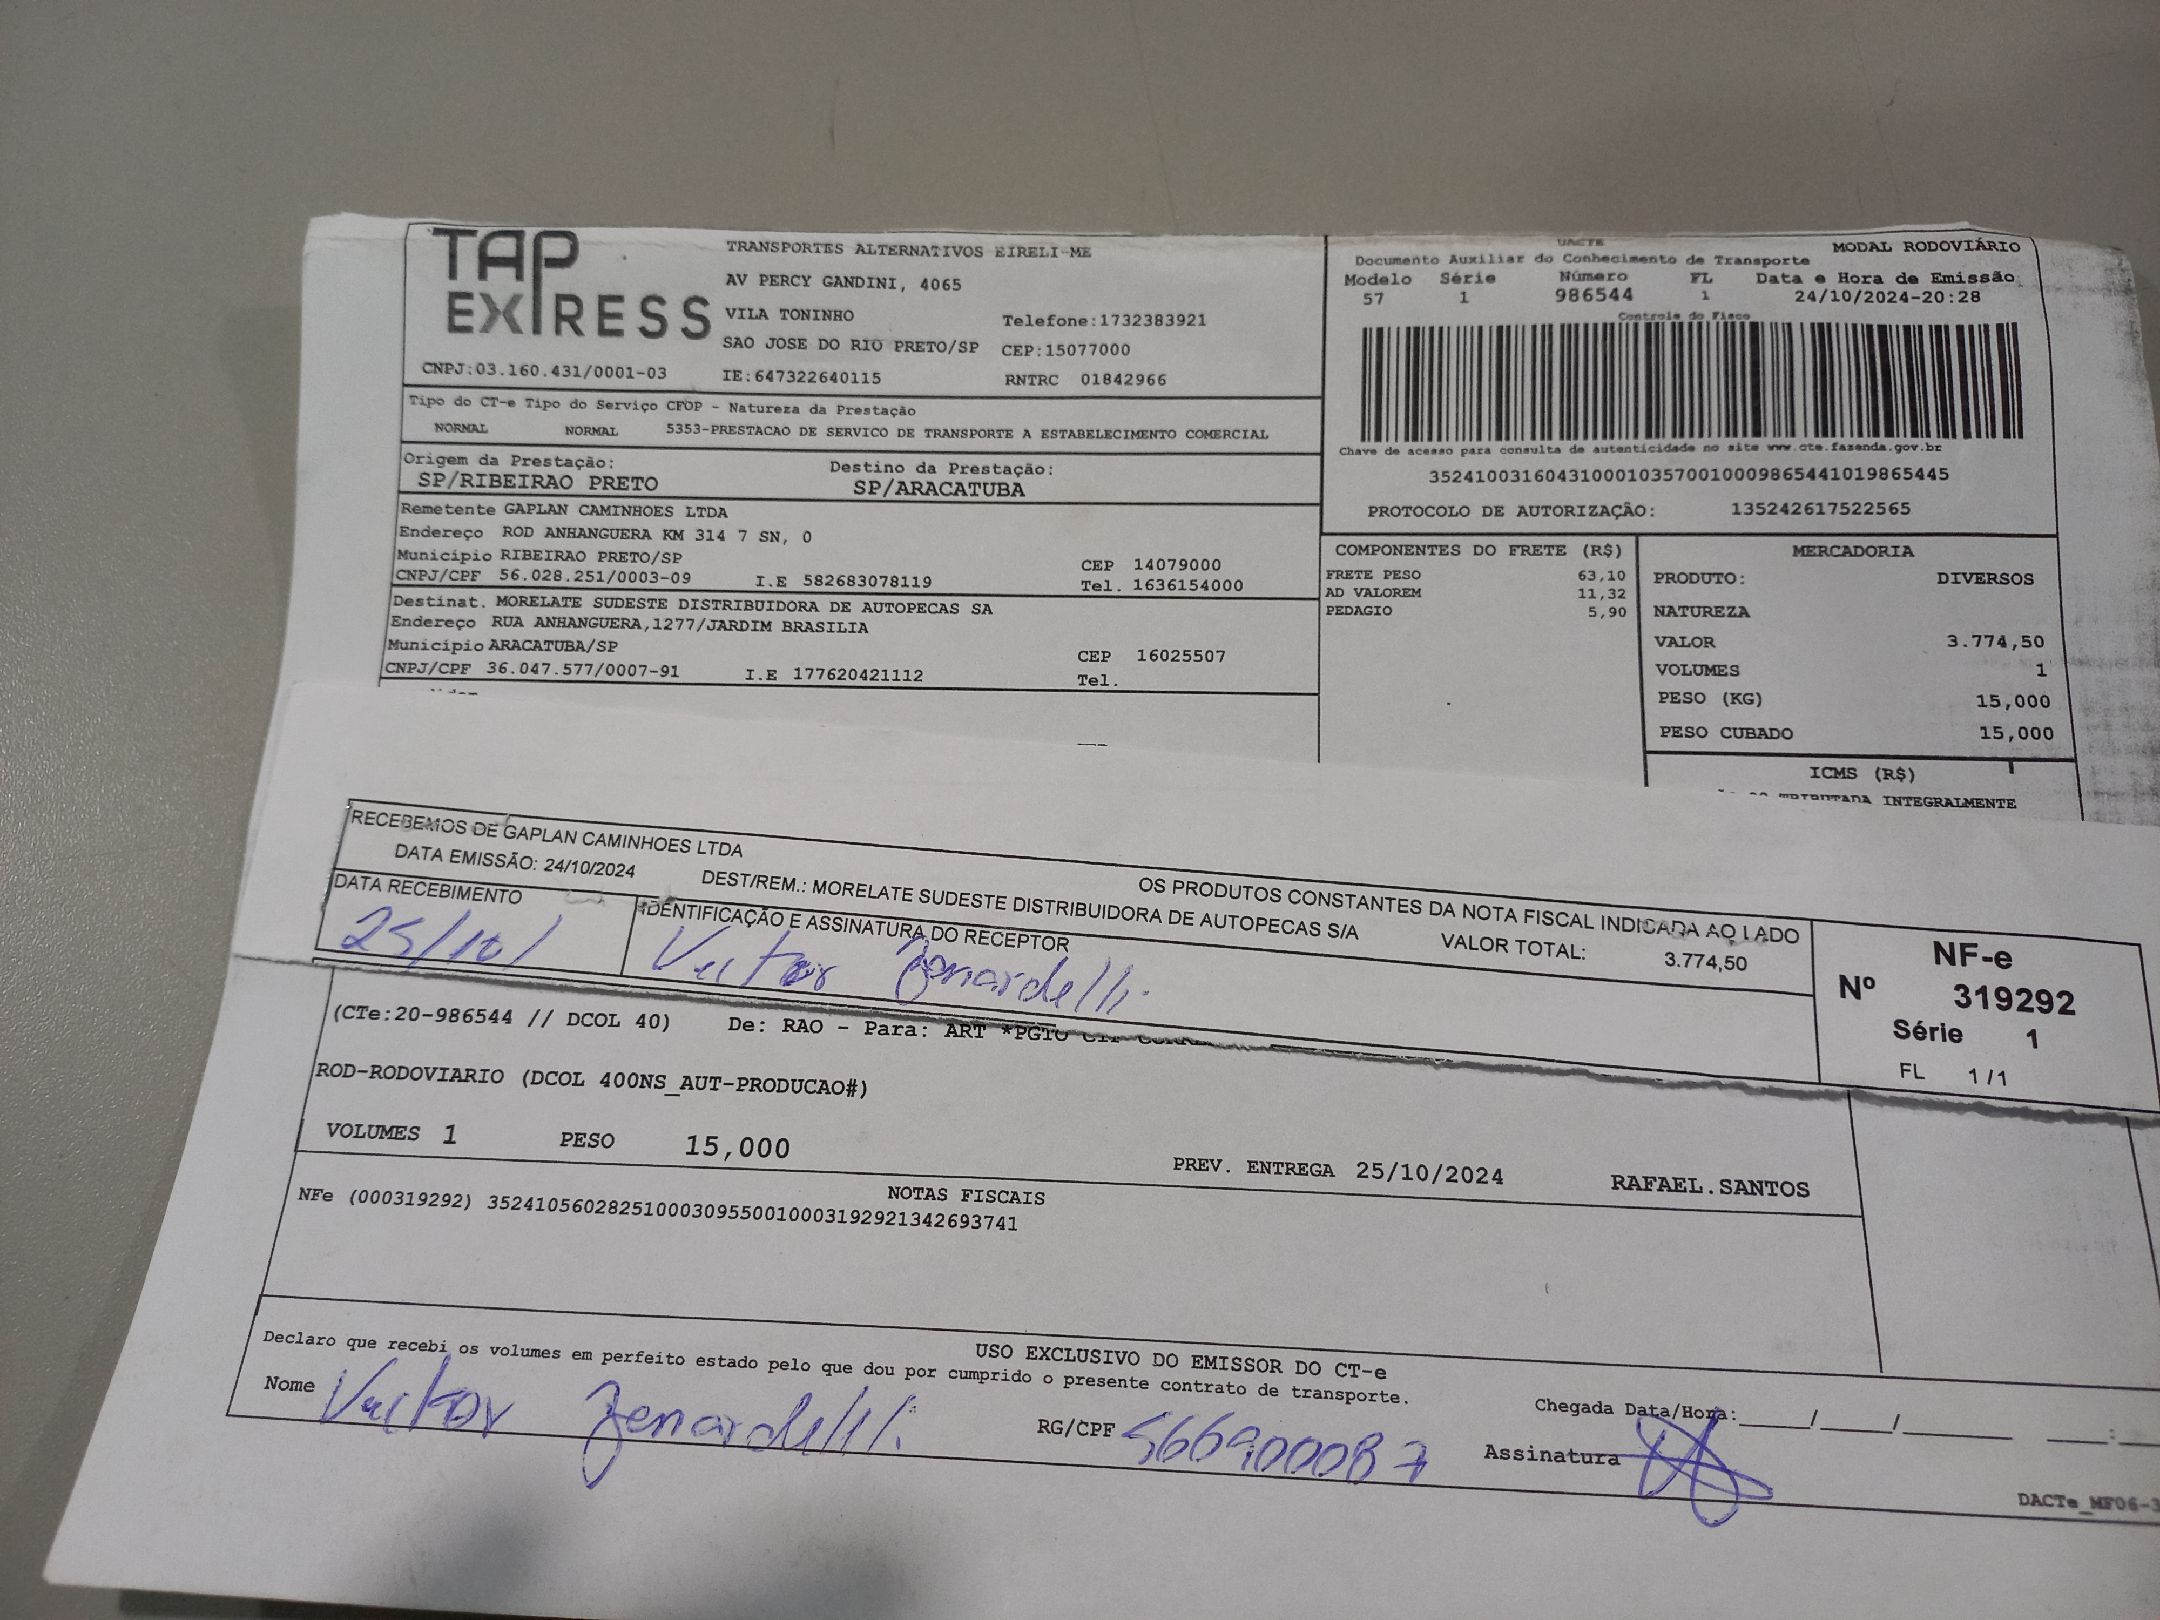 TAP EXPRESS
TRANSPORTES ALTERNATIVOS EIRELI-ME
AV PERCY GANDINI, 4065
VILA TONINHO Telefone:1732383921
SAO JOSE DO RIO PRETO/SP CEP:15077000
CNPJ:03.160.431/0001-03 IE:647322640115 RNTRC 01842966
DACTE MODAL RODOVIÁRIO
Documento Auxiliar do Conhecimento de Transporte
Modelo Série Número FL Data e Hora de Emissão
57 1 986544 1 24/10/2024-20:28
Controle do Fisco
Chave de acesso para consulta de autenticidade no site www.cte.fazenda.gov.br
35241003160431000103570010009865441019865445
PROTOCOLO DE AUTORIZAÇÃO: 135242617522565
Tipo do CT-e Tipo do Serviço CFOP - Natureza da Prestação
NORMAL NORMAL 5353-PRESTACAO DE SERVICO DE TRANSPORTE A ESTABELECIMENTO COMERCIAL
Origem da Prestação: Destino da Prestação:
SP/RIBEIRAO PRETO SP/ARACATUBA
Remetente GAPLAN CAMINHOES LTDA
Endereço ROD ANHANGUERA KM 314 7 SN, 0
Município RIBEIRAO PRETO/SP CEP 14079000
CNPJ/CPF 56.028.251/0003-09 I.E 582683078119 Tel. 1636154000
Destinat. MORELATE SUDESTE DISTRIBUIDORA DE AUTOPECAS SA
Endereço RUA ANHANGUERA,1277/JARDIM BRASILIA
Município ARACATUBA/SP CEP 16025507
CNPJ/CPF 36.047.577/0007-91 I.E 177620421112 Tel.
COMPONENTES DO FRETE (R$)
FRETE PESO 63,10
AD VALOREM 11,32
PEDAGIO 5,90
MERCADORIA
PRODUTO: DIVERSOS
NATUREZA
VALOR 3.774,50
VOLUMES 1
PESO (KG) 15,000
PESO CUBADO 15,000
ICMS (R$)
TRIBUTADA INTEGRALMENTE
RECEBEMOS DE GAPLAN CAMINHOES LTDA OS PRODUTOS CONSTANTES DA NOTA FISCAL INDICADA AO LADO
DATA EMISSÃO: 24/10/2024 DEST/REM.: MORELATE SUDESTE DISTRIBUIDORA DE AUTOPECAS S/A VALOR TOTAL: 3.774,50
DATA RECEBIMENTO IDENTIFICAÇÃO E ASSINATURA DO RECEPTOR
25/10/ Victor Zenardelli
NF-e
Nº 319292
Série 1
FL 1/1
(CTe:20-986544 // DCOL 40) De: RAO - Para: ART *PGTO CIF
ROD-RODOVIARIO (DCOL 400NS_AUT-PRODUCAO#)
VOLUMES 1 PESO 15,000 PREV. ENTREGA 25/10/2024 RAFAEL.SANTOS
NOTAS FISCAIS
NFe (000319292) 35241056028251000309550010003192921342693741
USO EXCLUSIVO DO EMISSOR DO CT-e
Declaro que recebi os volumes em perfeito estado pelo que dou por cumprido o presente contrato de transporte.
Nome Victor Zenardelli RG/CPF 566900087 Chegada Data/Hora:____/____/______ ___:__
Assinatura
DACTe_MF06-3